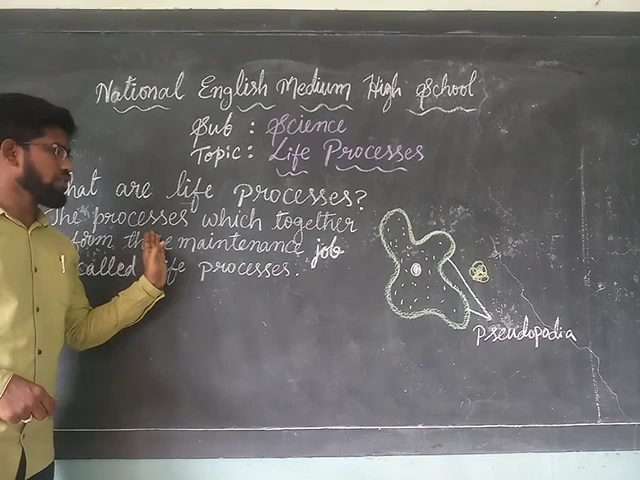 National English Medium High School
Sub : Science
Topic: Life Processes
hat are life processes?
The processes which together
form the maintenance job
called life processes.
Pseudopodia